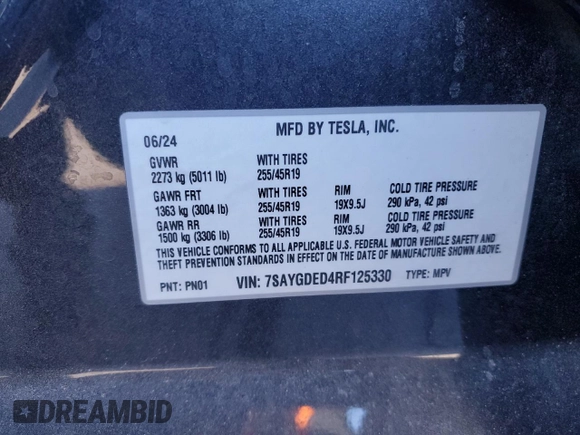 MFD BY TESLA, INC.
06/24
GVWR WITH TIRES
2273 kg (5011 lb) 255/45R19
GAWR FRT WITH TIRES RIM COLD TIRE PRESSURE
1363 kg (3004 lb) 255/45R19 19X9.5J 290 kPa, 42 psi
GAWR RR WITH TIRES RIM COLD TIRE PRESSURE
1500 kg (3306 lb) 255/45R19 19X9.5J 290 kPa, 42 psi
THIS VEHICLE CONFORMS TO ALL APPLICABLE U.S. FEDERAL MOTOR VEHICLE SAFETY AND
THEFT PREVENTION STANDARDS IN EFFECT ON THE DATE OF MANUFACTURE SHOWN ABOVE.
PNT: PN01 VIN: 7SAYGDED4RF125330 TYPE: MPV
DREAMBID